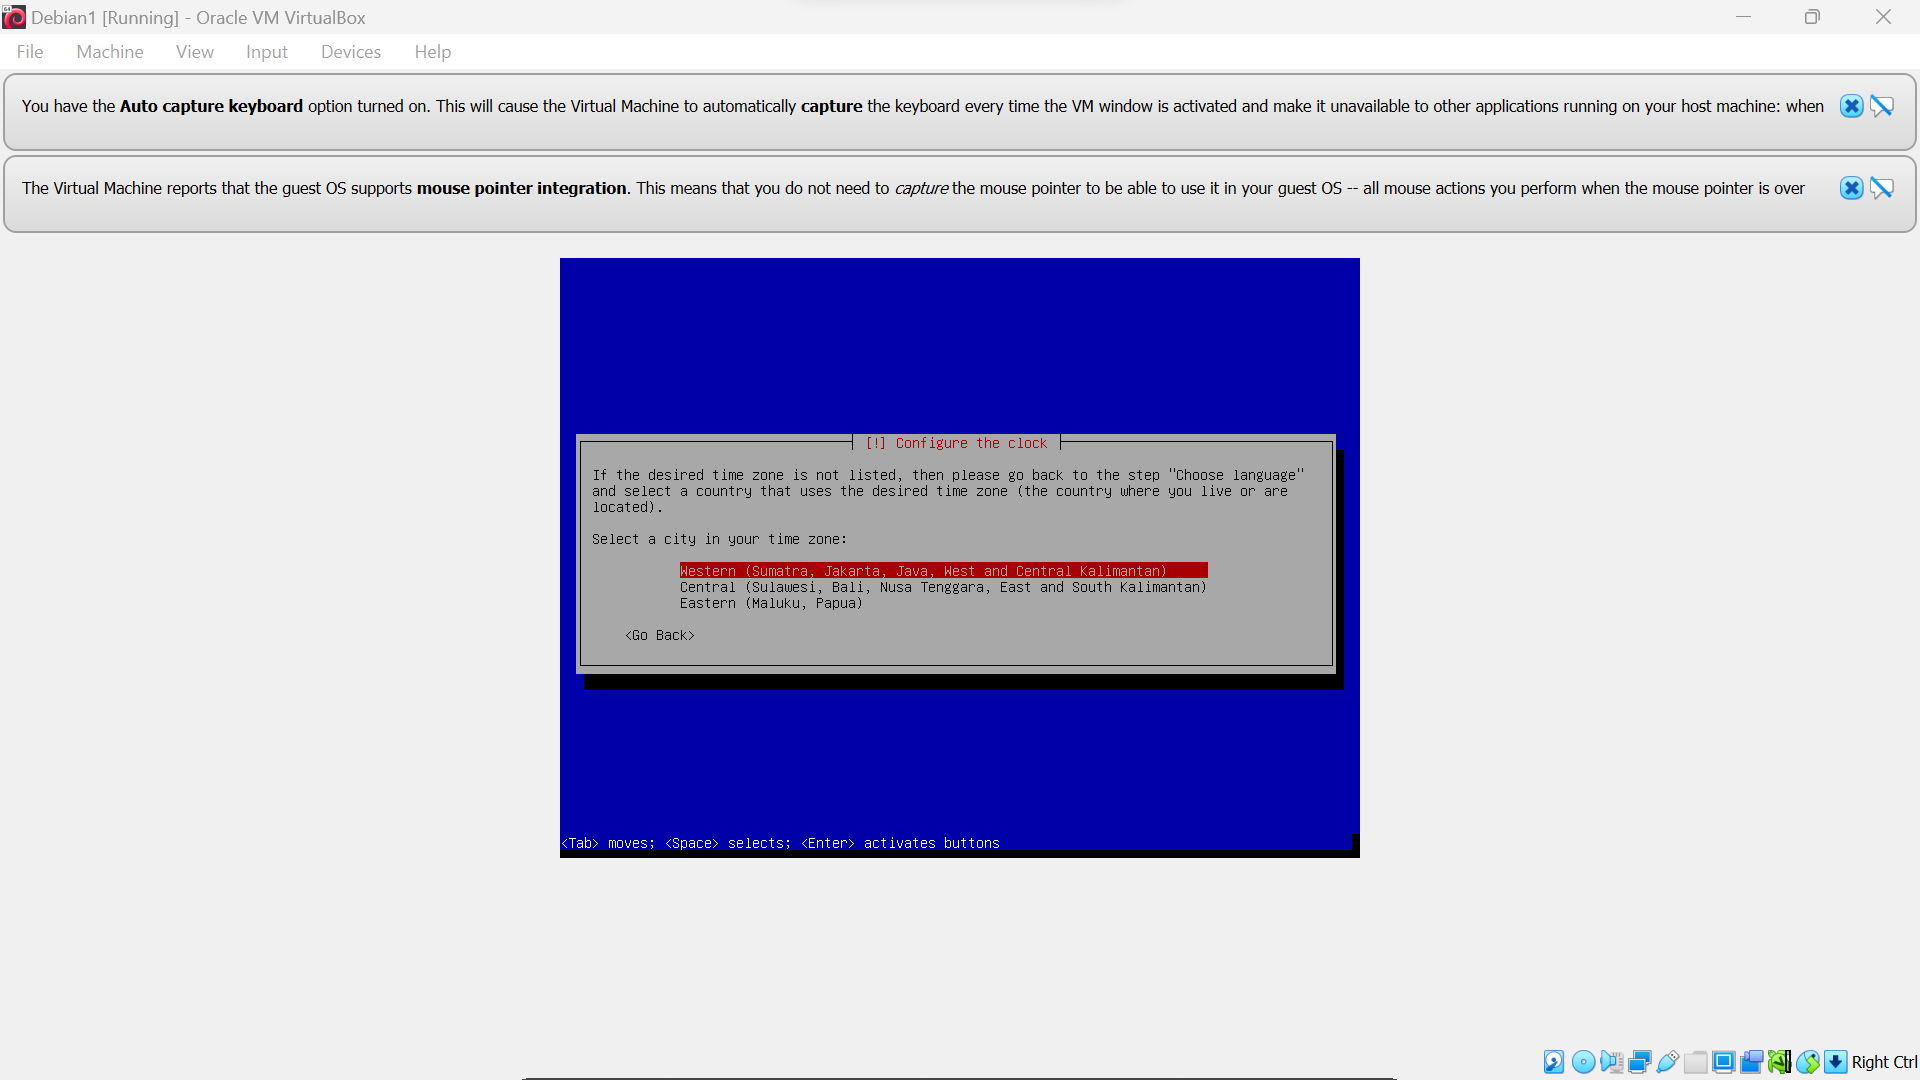 Debian1 [Running] - Oracle VM VirtualBox
File Machine View Input Devices Help
You have the Auto capture keyboard option turned on. This will cause the Virtual Machine to automatically capture the keyboard every time the VM window is activated and make it unavailable to other applications running on your host machine: when
The Virtual Machine reports that the guest OS supports mouse pointer integration. This means that you do not need to capture the mouse pointer to be able to use it in your guest OS -- all mouse actions you perform when the mouse pointer is over
[!] Configure the clock
If the desired time zone is not listed, then please go back to the step "Choose language"
and select a country that uses the desired time zone (the country where you live or are
located).
Select a city in your time zone:
Western (Sumatra, Jakarta, Java, West and Central Kalimantan)
Central (Sulawesi, Bali, Nusa Tenggara, East and South Kalimantan)
Eastern (Maluku, Papua)
<Go Back>
<Tab> moves; <Space> selects; <Enter> activates buttons
Right Ctrl